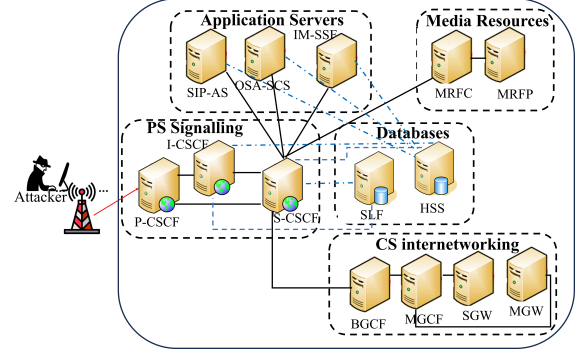 Application Servers
Media Resources
IM-SSF
SIP-AS
OSA-SCS
MRFC
MRFP
PS Signalling
Databases
I-CSCF
Attacker
...
P-CSCF
S-CSCF
SLF
HSS
CS internetworking
BGCF
MGCF
SGW
MGW